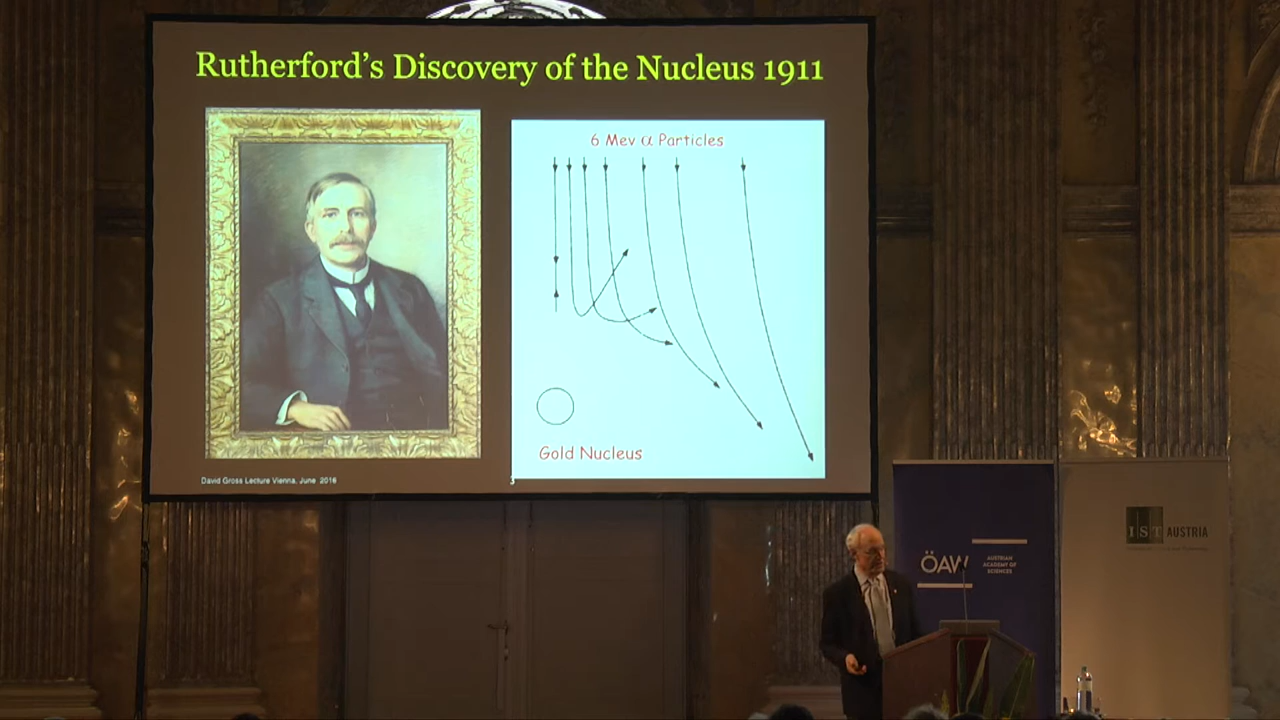 Rutherford's Discovery of the Nucleus 1911
6 Mev α Particles
Gold Nucleus
David Gross Lecture Vienna, June 2016
3
ÖAW
AUSTRIAN
ACADEMY OF
SCIENCES
IST AUSTRIA